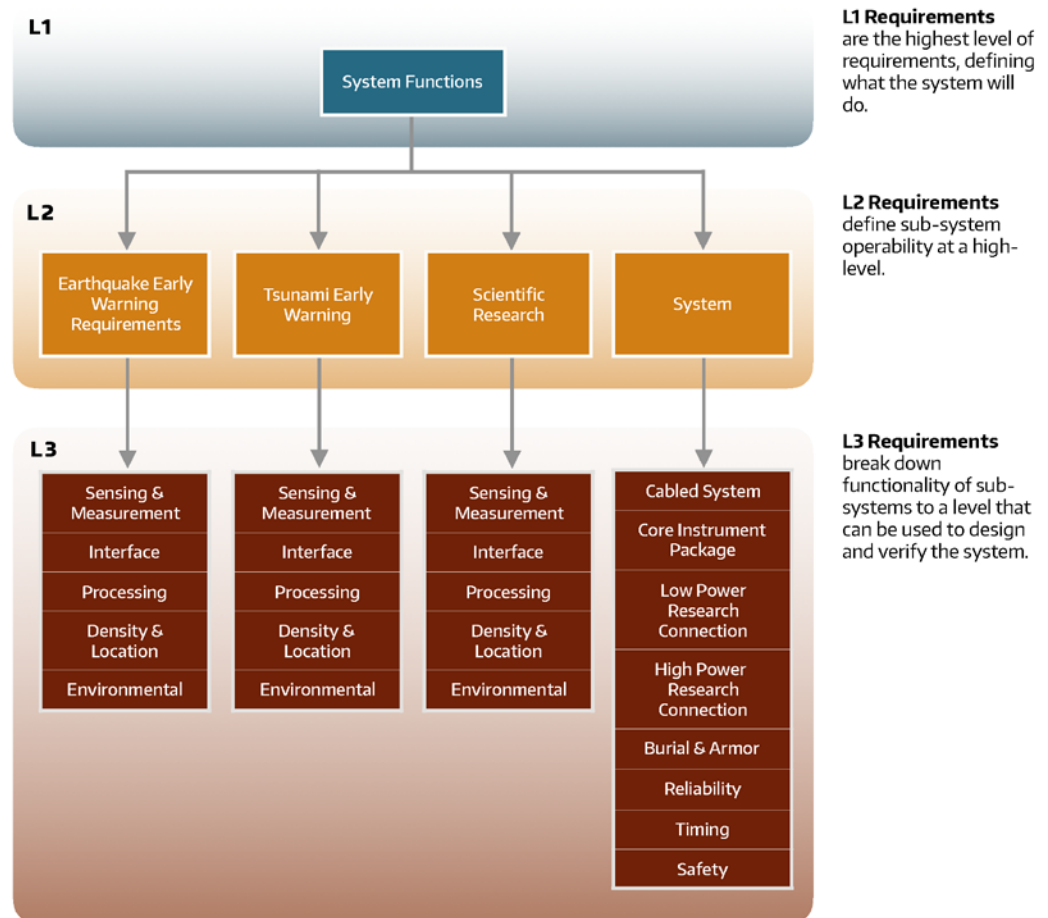 L1
System Functions
L1 Requirements
are the highest level of
requirements, defining
what the system will
do.
L2
Earthquake Early
Warning
Requirements
Tsunami Early
Warning
Scientific
Research
System
L2 Requirements
define sub-system
operability at a high-
level.
L3
Sensing &
Measurement
Interface
Processing
Density &
Location
Environmental
Sensing &
Measurement
Interface
Processing
Density &
Location
Environmental
Sensing &
Measurement
Interface
Processing
Density &
Location
Environmental
Cabled System
Core Instrument
Package
Low Power
Research
Connection
High Power
Research
Connection
Burial & Armor
Reliability
Timing
Safety
L3 Requirements
break down
functionality of sub-
systems to a level that
can be used to design
and verify the system.